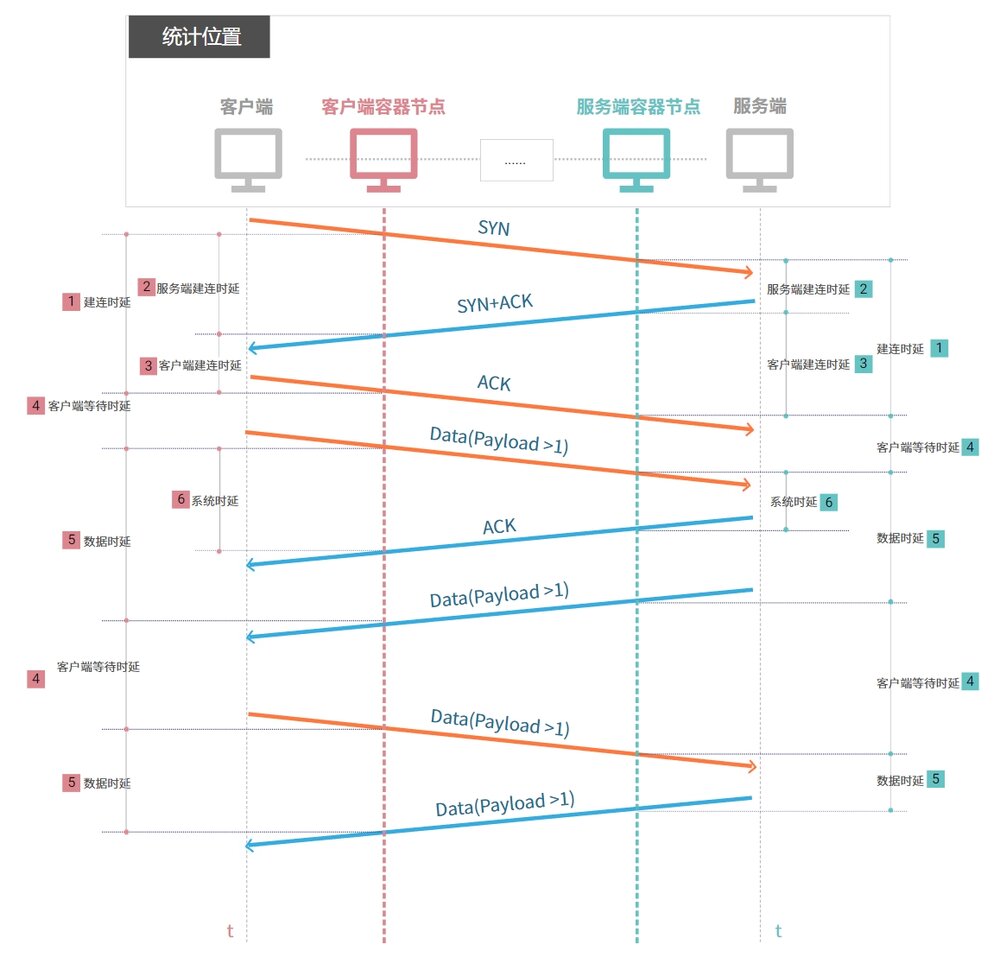 统计位置
客户端 客户端容器节点 服务端容器节点 服务端
......
SYN
2 服务端建连时延
服务端建连时延 2
1 建连时延
SYN+ACK
建连时延 1
3 客户端建连时延
客户端建连时延 3
ACK
4 客户端等待时延
Data(Payload >1)
客户端等待时延 4
6 系统时延
系统时延 6
ACK
5 数据时延
数据时延 5
Data(Payload >1)
4 客户端等待时延
客户端等待时延 4
Data(Payload >1)
5 数据时延
数据时延 5
Data(Payload >1)
t t